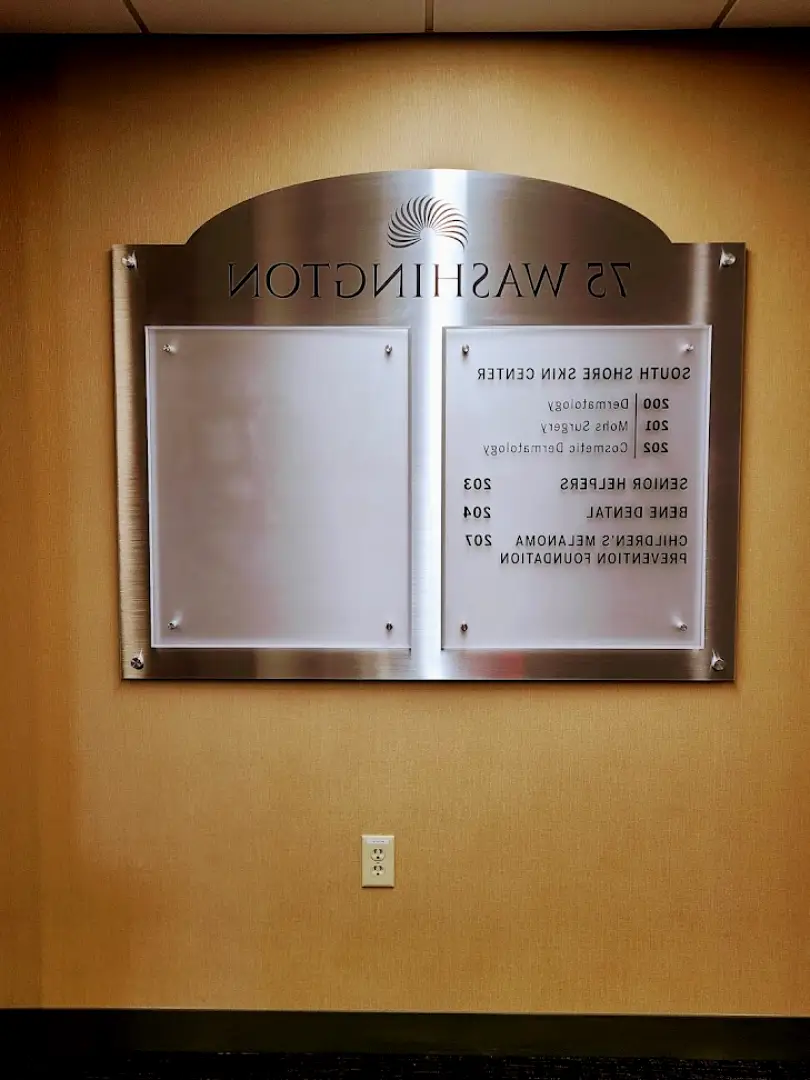 75 WASHINGTON
SOUTH SHORE SKIN CENTER
200 Dermatology
201 Mohs Surgery
202 Cosmetic Dermatology
SENIOR HELPERS 203
BENE DENTAL 204
CHILDREN'S MELANOMA 207
PREVENTION FOUNDATION